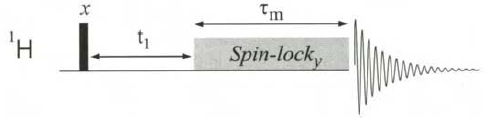 x
τm
t1
¹H
Spin-locky